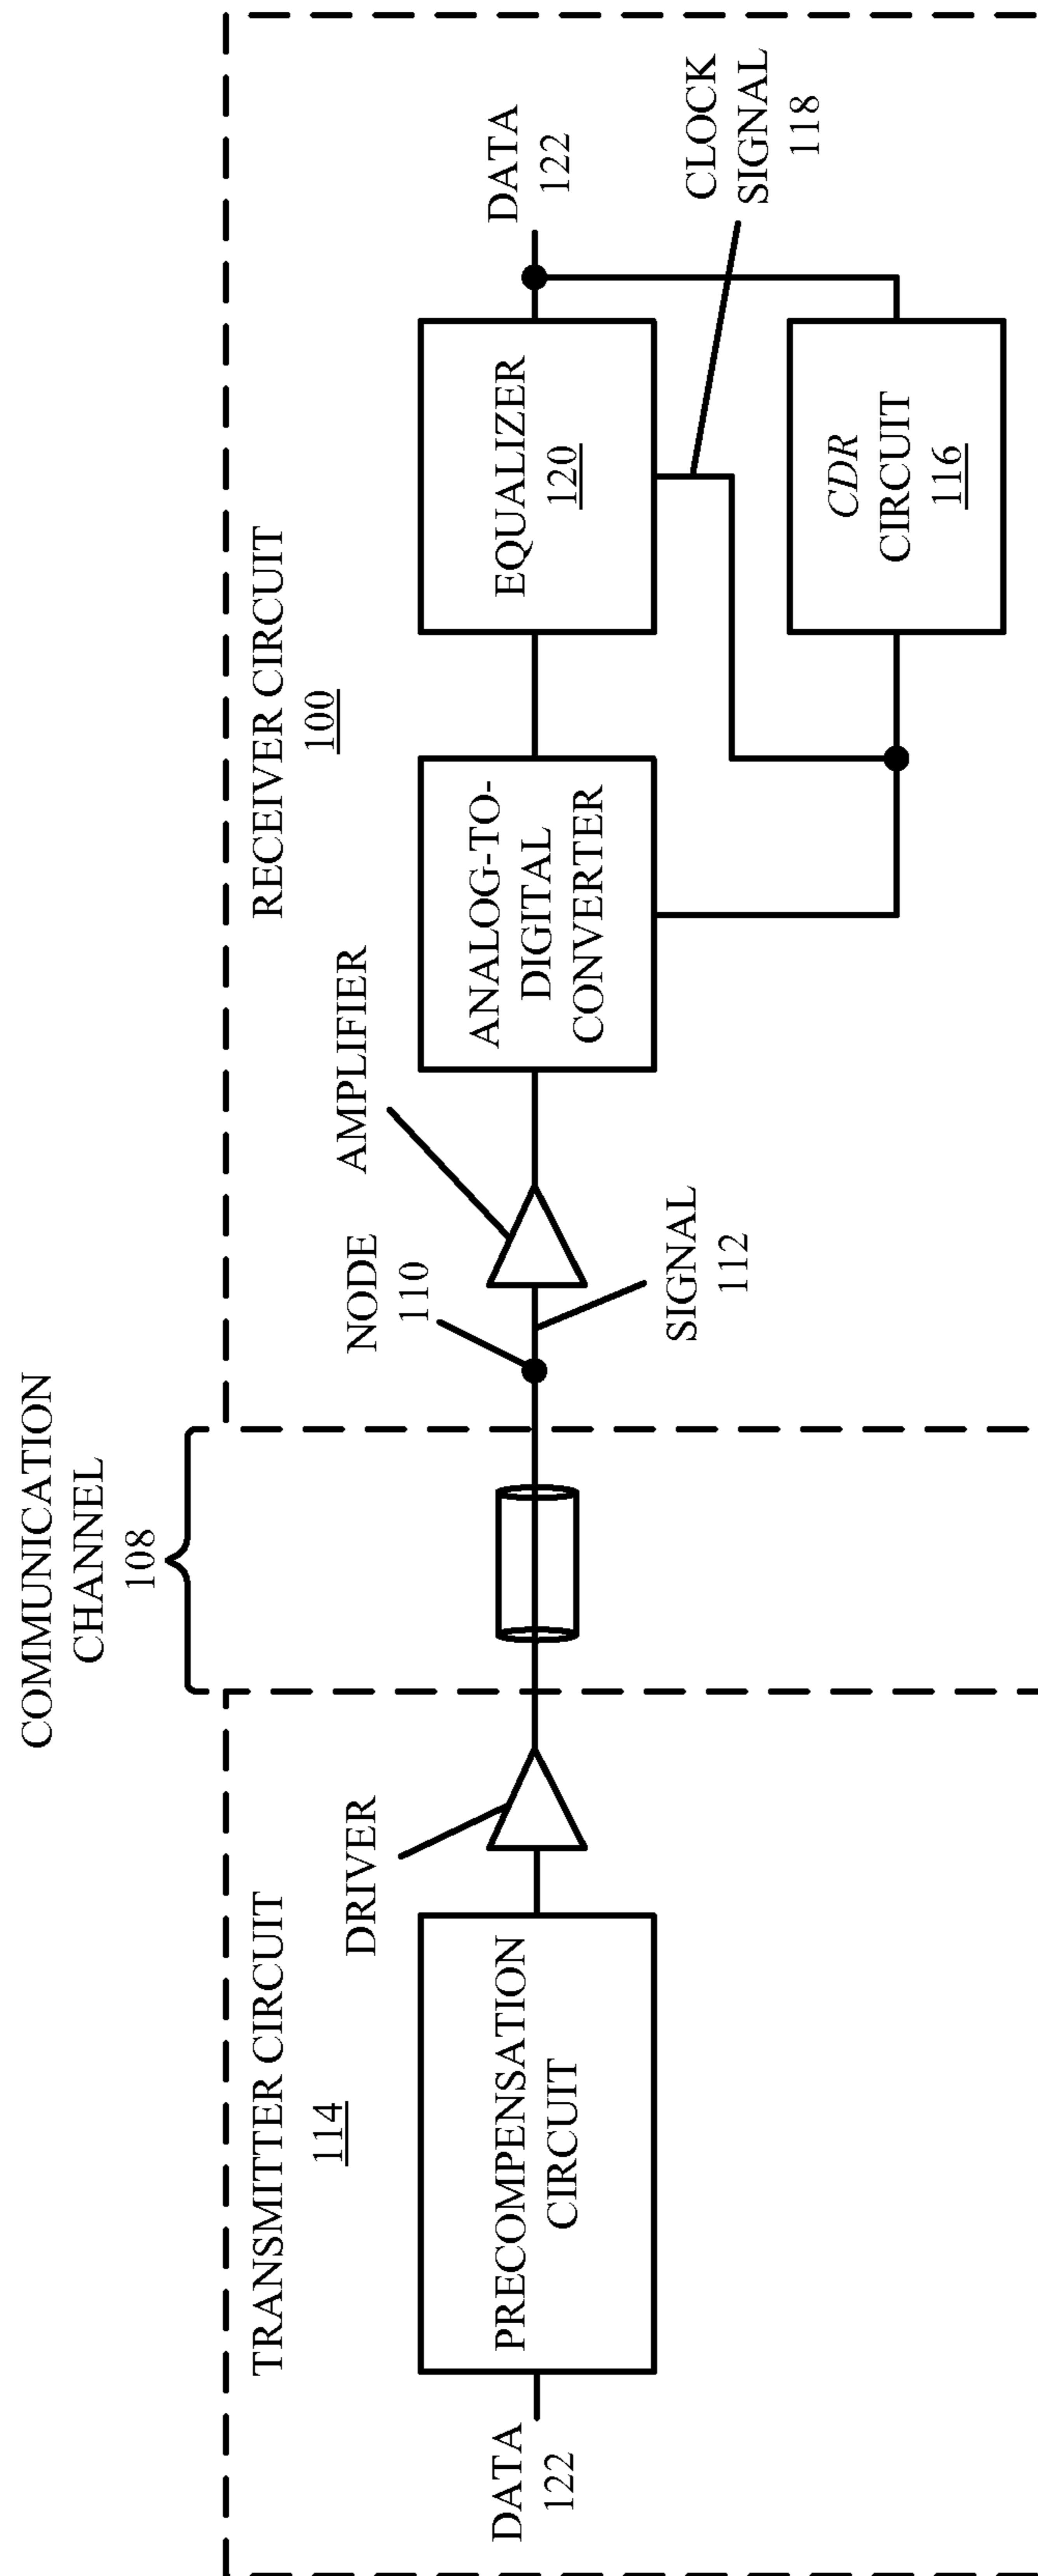 COMMUNICATION
CHANNEL
108
TRANSMITTER CIRCUIT
114
DATA
122
PRECOMPENSATION
CIRCUIT
DRIVER
RECEIVER CIRCUIT
100
NODE
110
SIGNAL
112
AMPLIFIER
ANALOG-TO-
DIGITAL
CONVERTER
EQUALIZER
120
DATA
122
CLOCK
SIGNAL
118
CDR
CIRCUIT
116